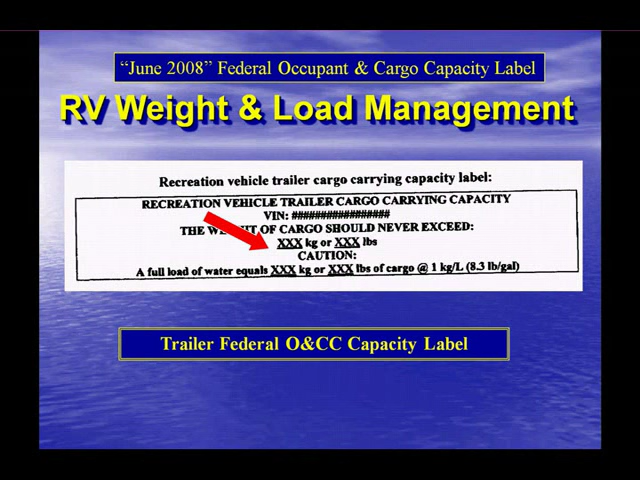 “June 2008” Federal Occupant & Cargo Capacity Label
RV Weight & Load Management
Recreation vehicle trailer cargo carrying capacity label:
RECREATION VEHICLE TRAILER CARGO CARRYING CAPACITY
VIN: #################
THE OF CARGO SHOULD NEVER EXCEED:
XXX kg or XXX lbs
CAUTION:
A full load of water equals XXX kg or XXX lbs of cargo @ 1 kg/L (8.3 lb/gal)
Trailer Federal O&CC Capacity Label